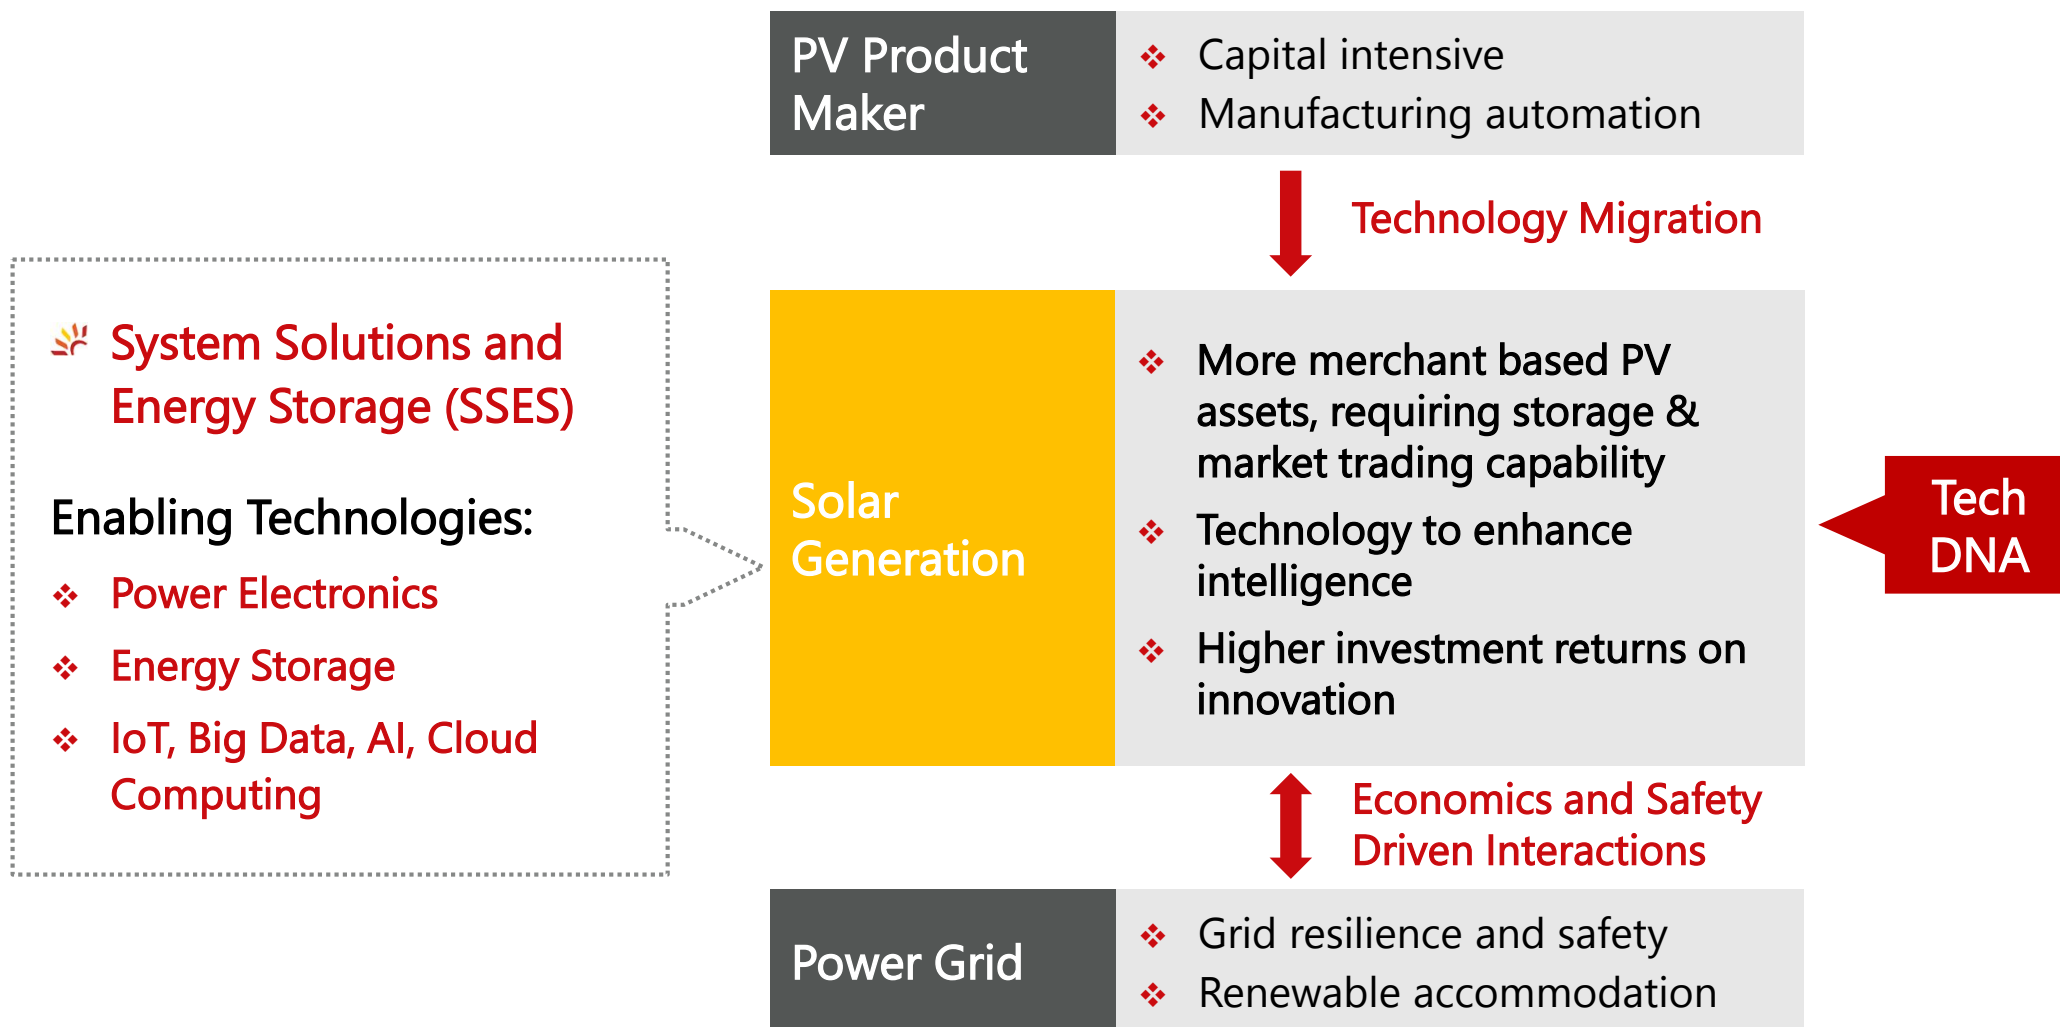 PV Product
Maker
❖ Capital intensive
❖ Manufacturing automation
Technology Migration
System Solutions and
Energy Storage (SSES)
Enabling Technologies:
❖ Power Electronics
❖ Energy Storage
❖ IoT, Big Data, AI, Cloud
Computing
Solar
Generation
❖ More merchant based PV
assets, requiring storage &
market trading capability
❖ Technology to enhance
intelligence
❖ Higher investment returns on
innovation
Tech
DNA
Economics and Safety
Driven Interactions
Power Grid
❖ Grid resilience and safety
❖ Renewable accommodation